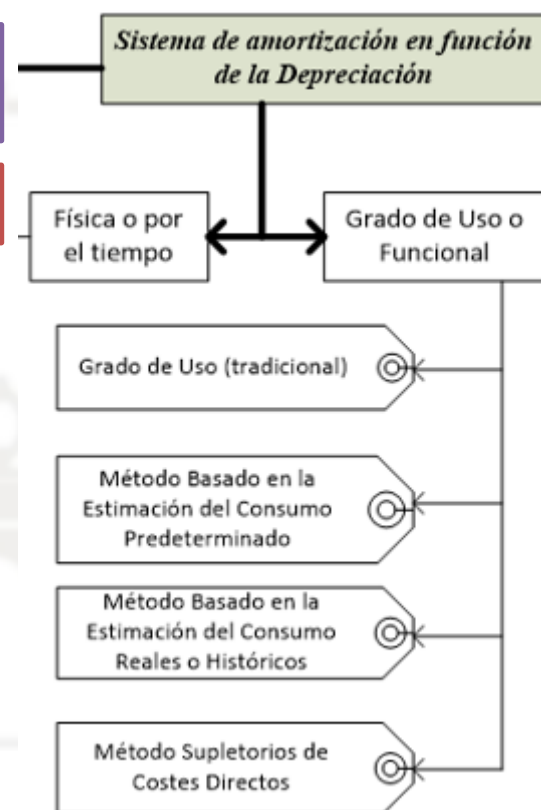 Sistema de amortización en función
de la Depreciación
Física o por
el tiempo
Grado de Uso o
Funcional
Grado de Uso (tradicional)
Método Basado en la
Estimación del Consumo
Predeterminado
Método Basado en la
Estimación del Consumo
Reales o Históricos
Método Supletorios de
Costes Directos